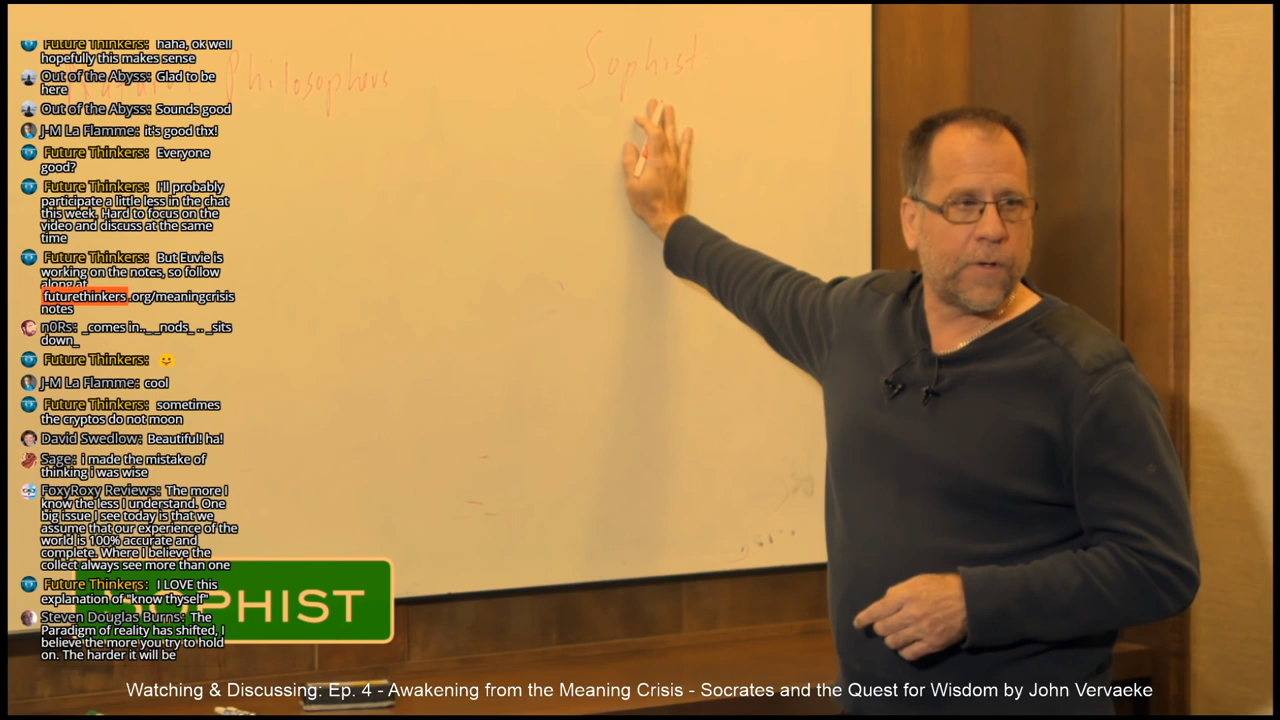 Future Thinkers: haha, ok well
hopefully this makes sense
Out of the Abyss: Glad to be
here
Out of the Abyss: Sounds good
J-M La Flamme: it's good thx!
Future Thinkers: Everyone
good?
Future Thinkers: I'll probably
participate a little less in the chat
this week. Hard to focus on the
video and discuss at the same
time
Future Thinkers: But Euvie is
working on the notes, so follow
along at
futurethinkers.org/meaningcrisis
notes
n0Rs: _comes in.._ _nods_ .. _sits
down_
Future Thinkers: 🙂
J-M La Flamme: cool
Future Thinkers: sometimes
the cryptos do not moon
David Swedlow: Beautiful! ha!
Sage: i made the mistake of
thinking i was wise
FoxyRoxy Reviews: The more I
know the less I understand. One
big issue I see today is that we
assume that our experience of the
world is 100% accurate and
complete. Where I believe the
collect always see more than one
Future Thinkers: I LOVE this
explanation of "know thyself"
Steven Douglas Burns: The
Paradigm of reality has shifted, I
believe the more you try to hold
on. The harder it will be
Natural Philosophers
Sophist
SOPHIST
Watching & Discussing: Ep. 4 - Awakening from the Meaning Crisis - Socrates and the Quest for Wisdom by John Vervaeke